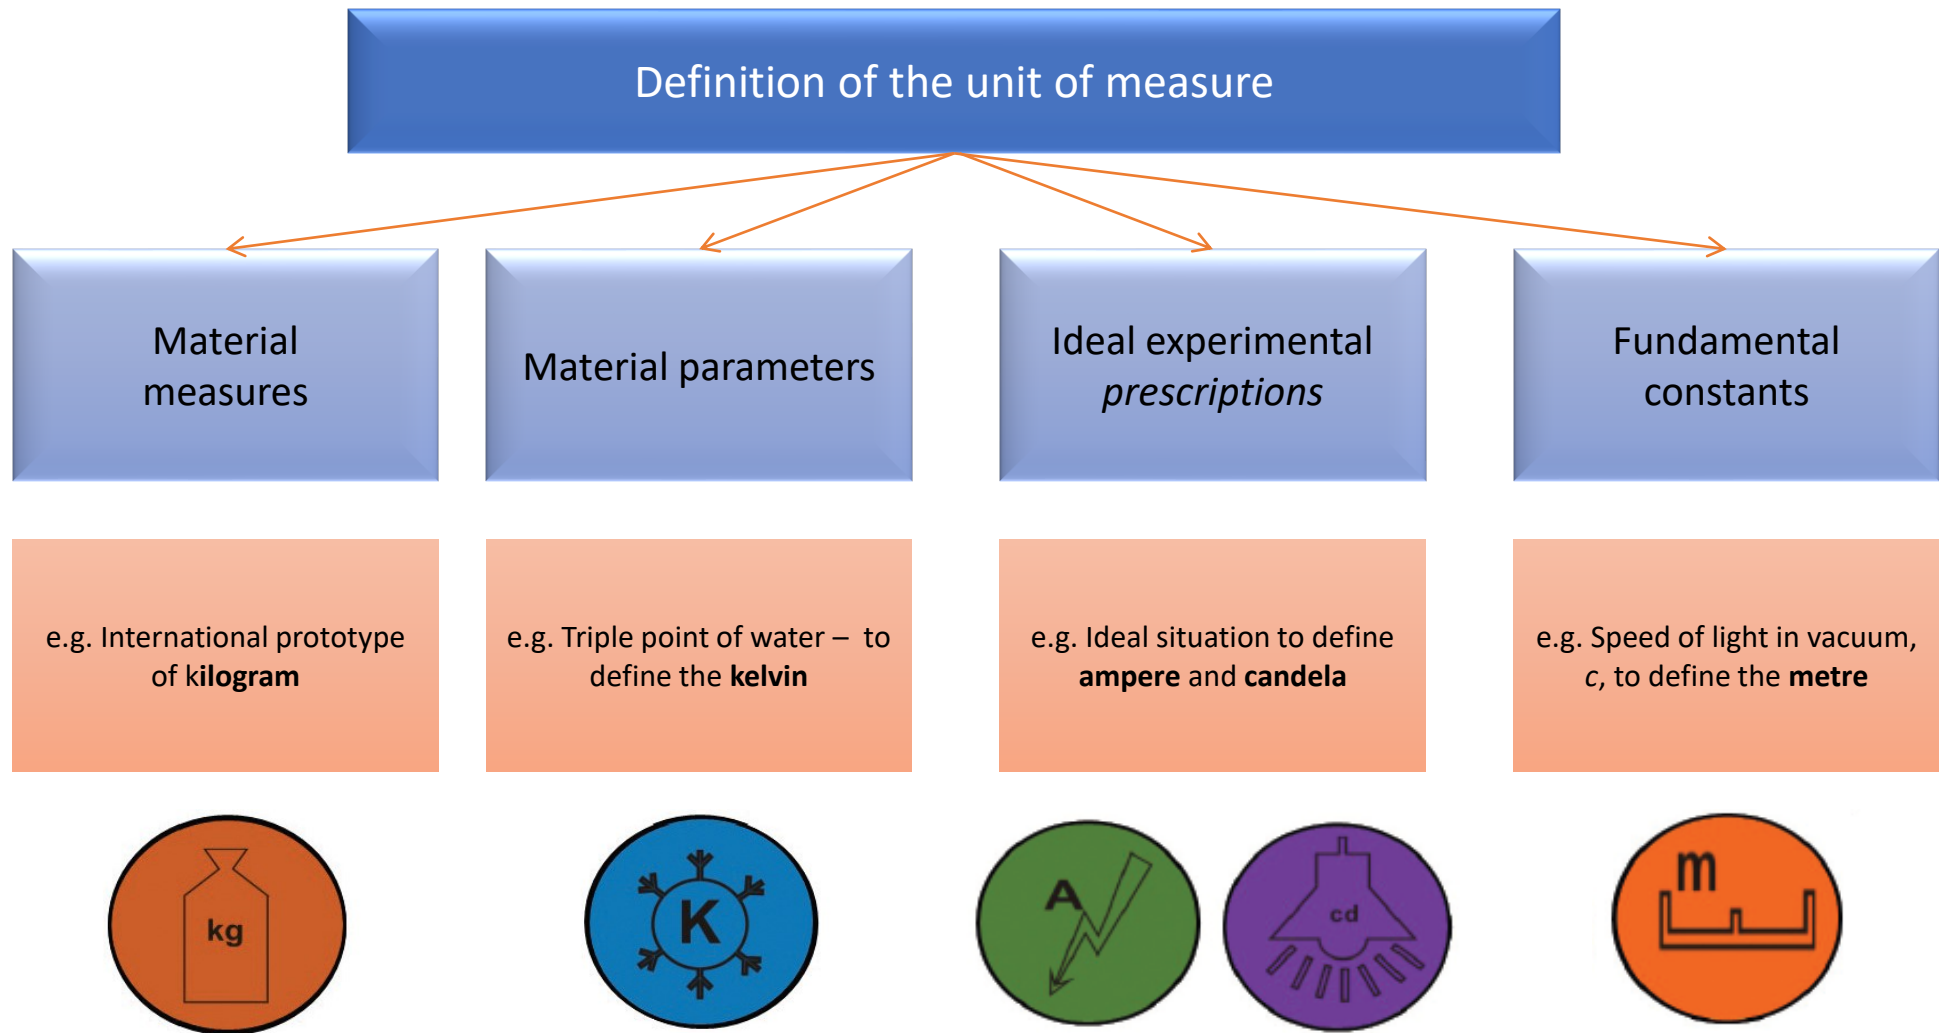 Definition of the unit of measure
Material
measures
Material parameters
Ideal experimental
prescriptions
Fundamental
constants
e.g. International prototype
of kilogram
e.g. Triple point of water – to
define the kelvin
e.g. Ideal situation to define
ampere and candela
e.g. Speed of light in vacuum,
c, to define the metre
kg
K
A
cd
m